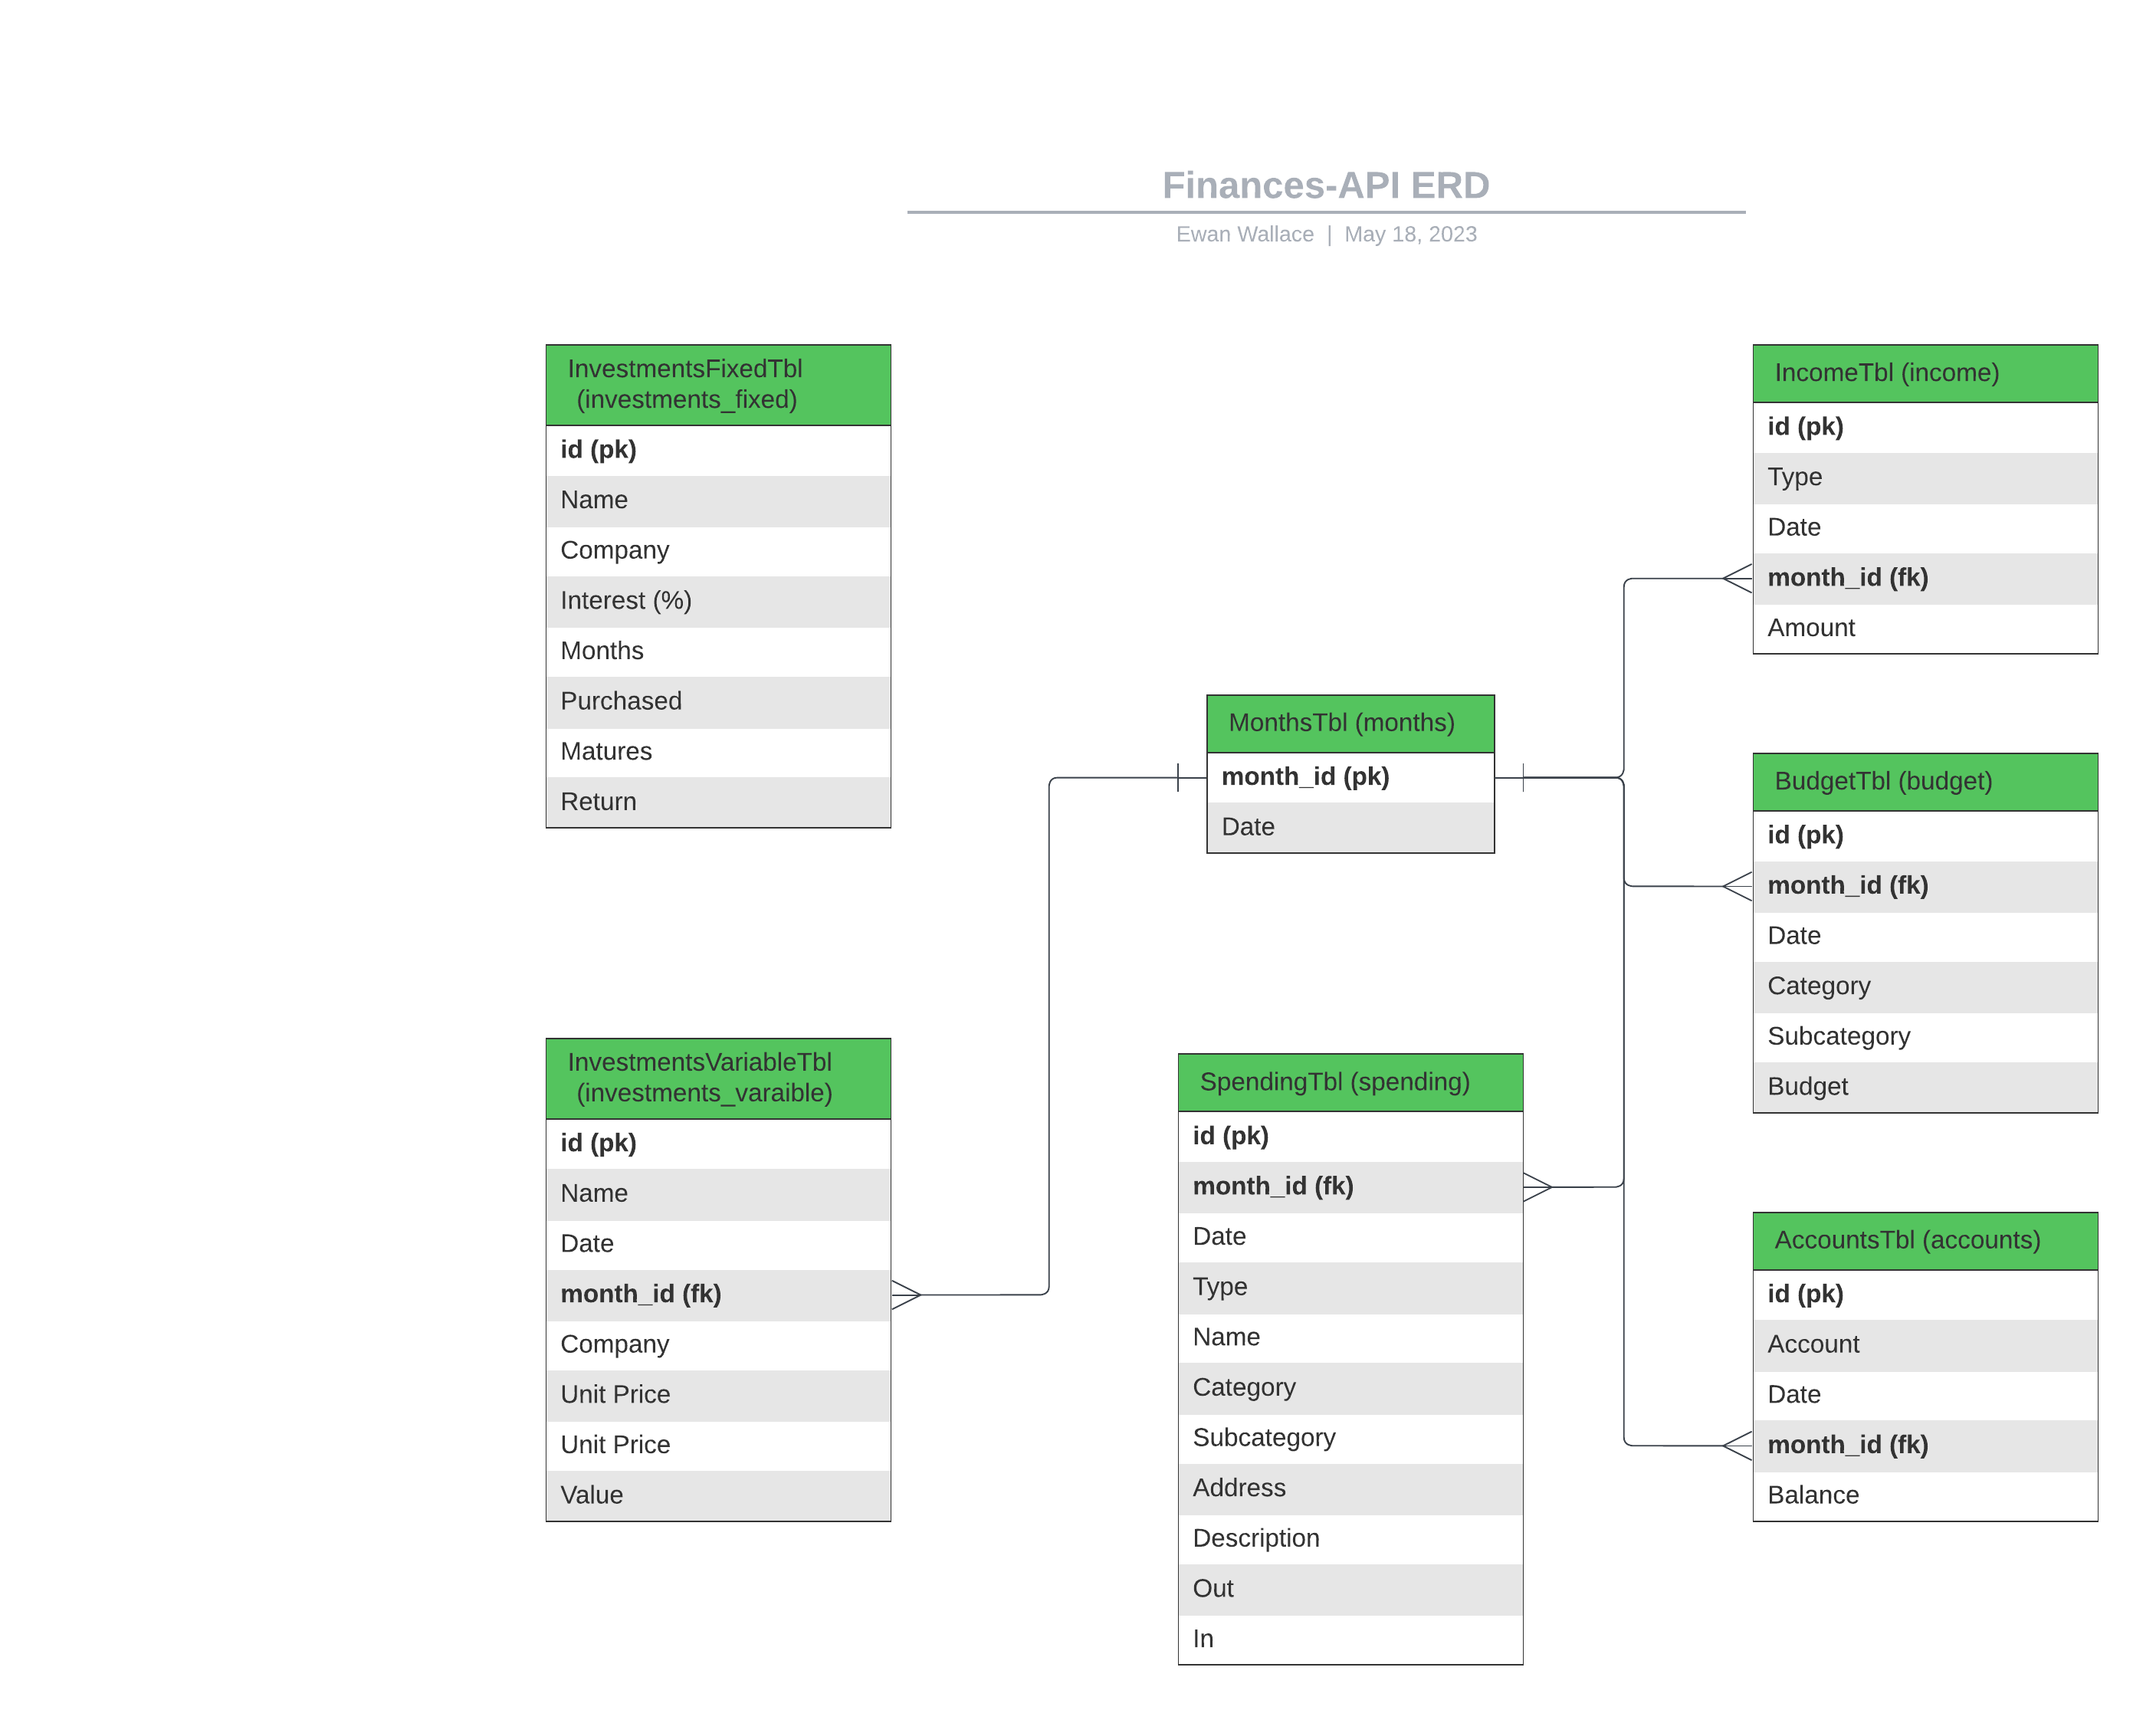 Finances-API ERD
Ewan Wallace | May 18, 2023
InvestmentsFixedTbl
(investments_fixed)
id (pk)
Name
Company
Interest (%)
Months
Purchased
Matures
Return
InvestmentsVariableTbl
(investments_varaible)
id (pk)
Name
Date
month_id (fk)
Company
Unit Price
Unit Price
Value
MonthsTbl (months)
month_id (pk)
Date
SpendingTbl (spending)
id (pk)
month_id (fk)
Date
Type
Name
Category
Subcategory
Address
Description
Out
In
IncomeTbl (income)
id (pk)
Type
Date
month_id (fk)
Amount
BudgetTbl (budget)
id (pk)
month_id (fk)
Date
Category
Subcategory
Budget
AccountsTbl (accounts)
id (pk)
Account
Date
month_id (fk)
Balance